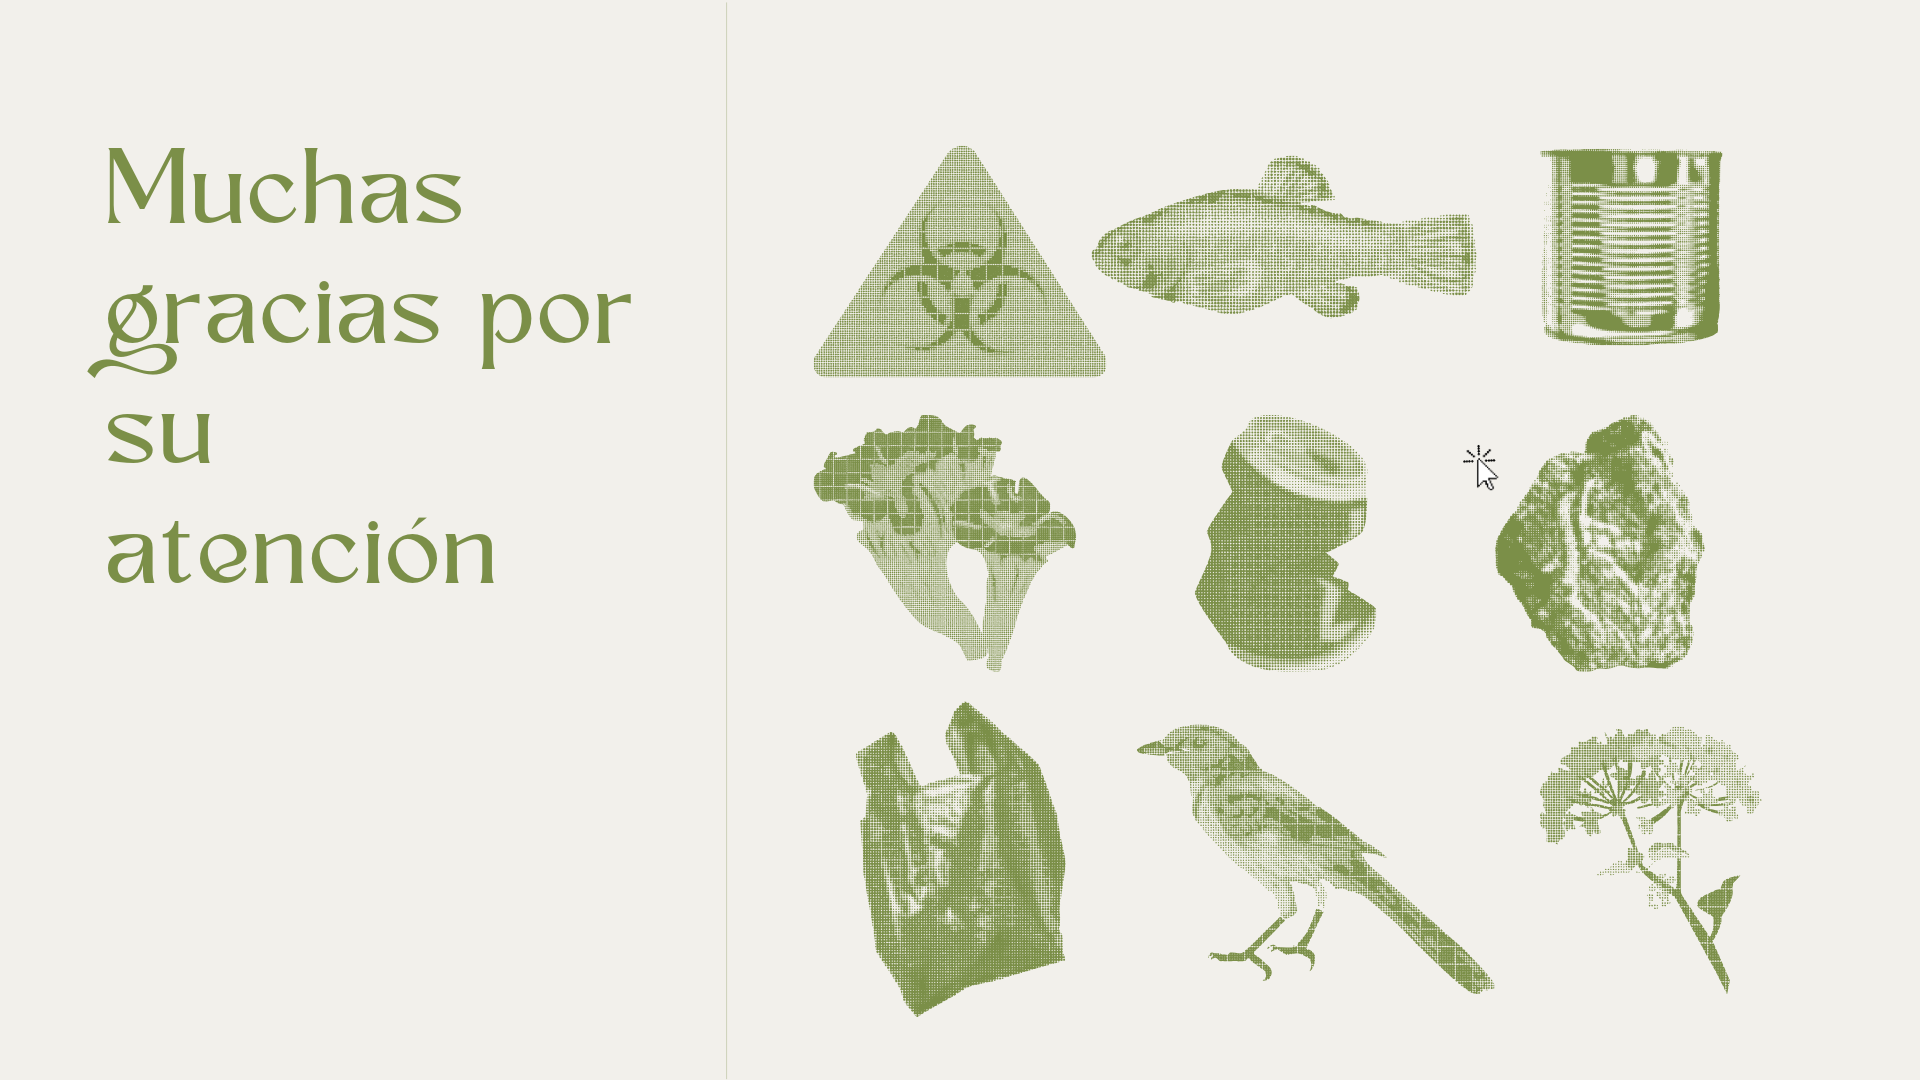 Muchas
gracias por
su
atención